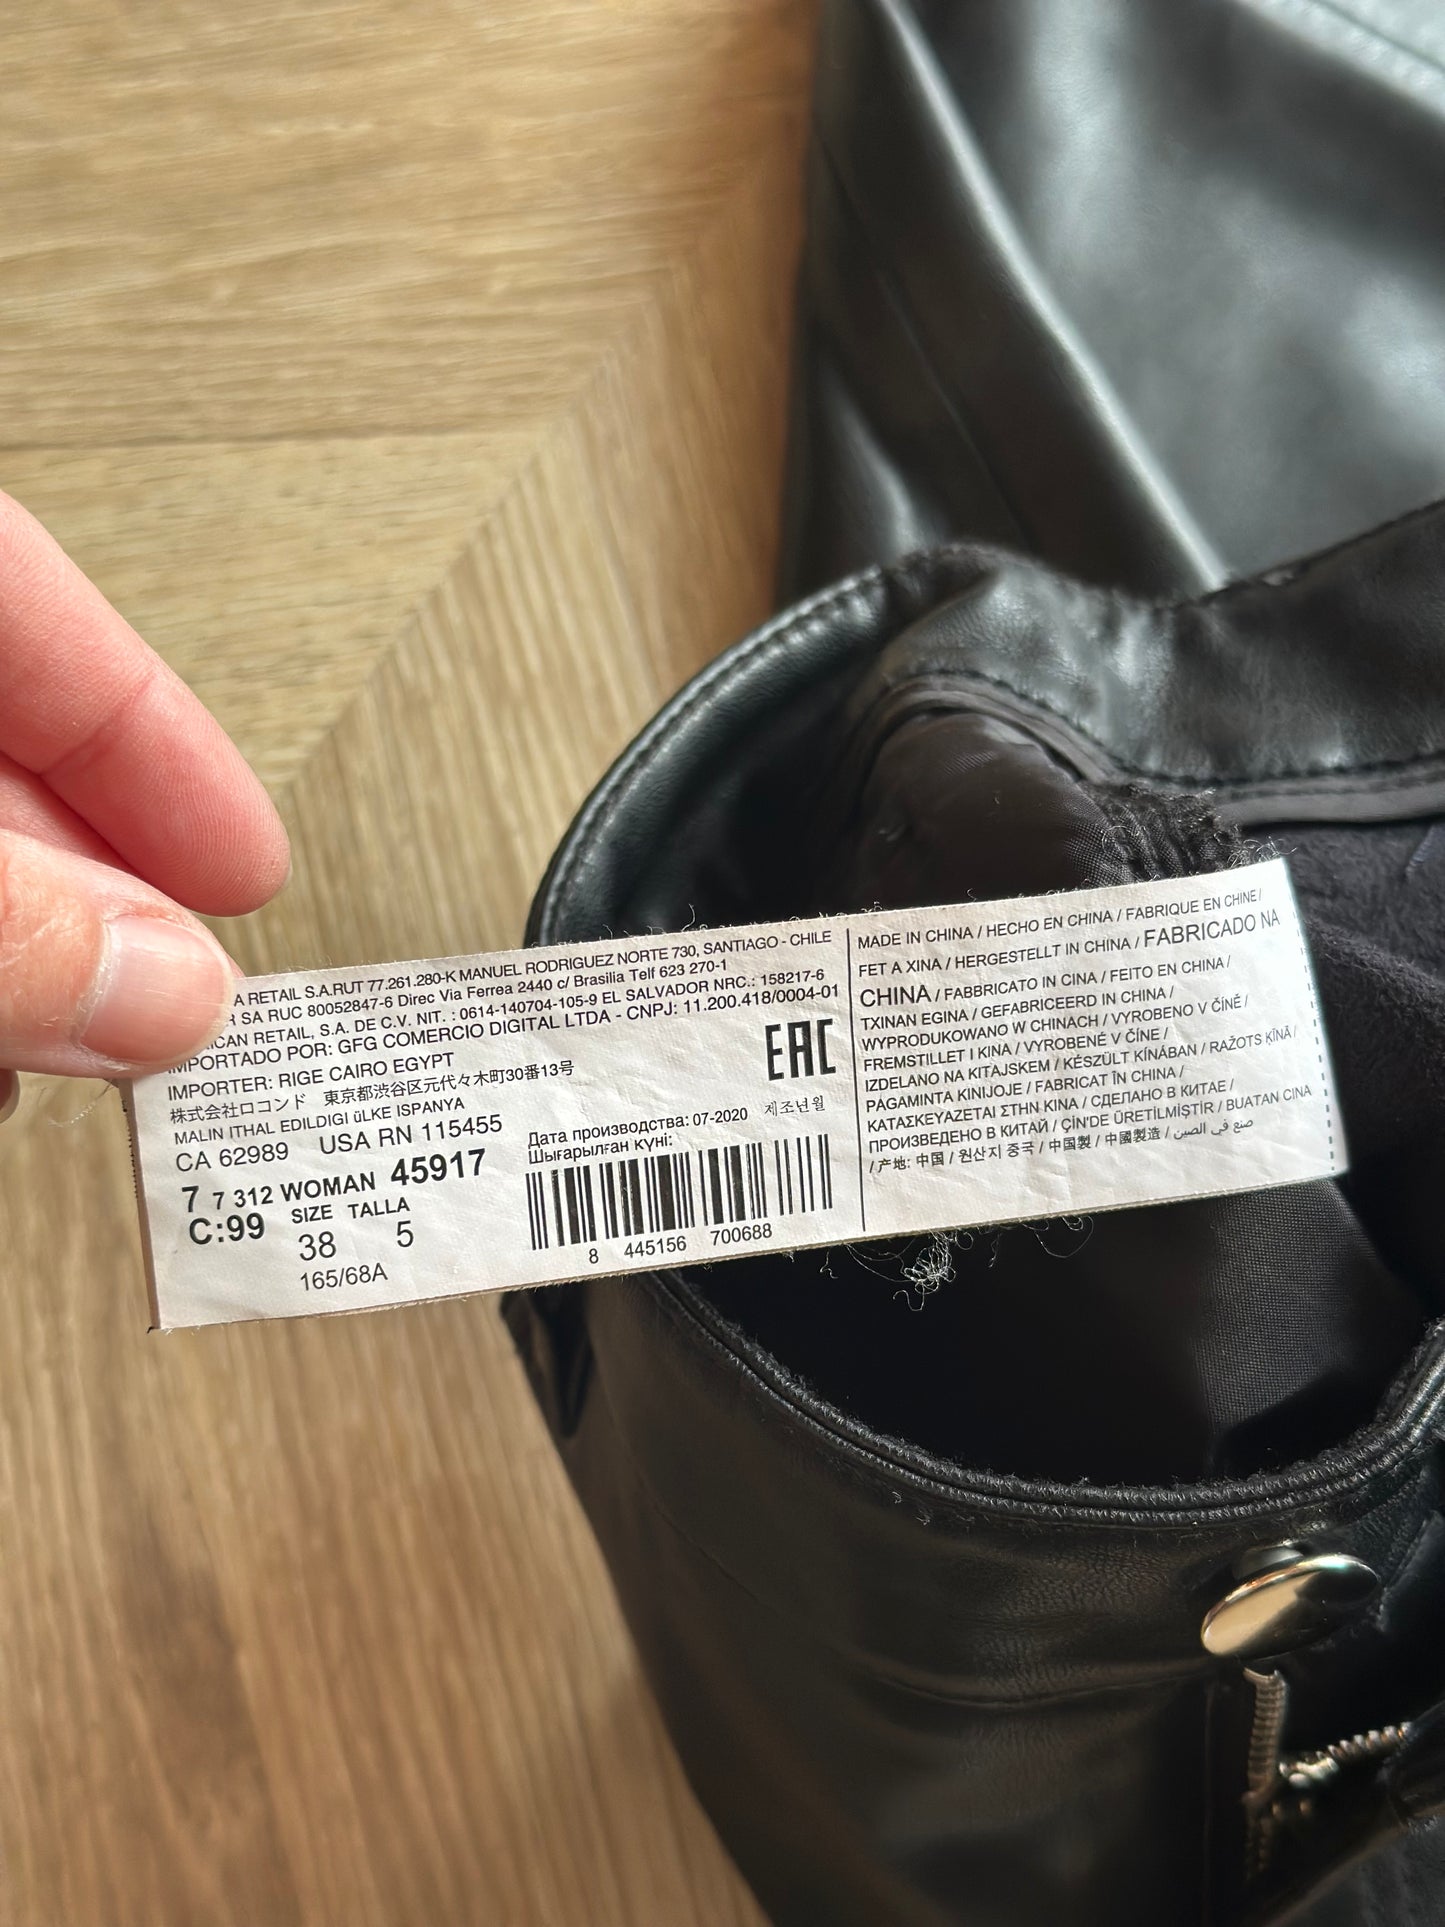 A RETAIL S.A.RUT 77.261.280-K MANUEL RODRIGUEZ NORTE 730, SANTIAGO - CHILE
R SA RUC 80052847-6 Direc Via Ferrea 2440 c/ Brasilia Telf 623 270-1
RICAN RETAIL, S.A. DE C.V. NIT. : 0614-140704-105-9 EL SALVADOR NRC.: 158217-6
IMPORTADO POR: GFG COMERCIO DIGITAL LTDA - CNPJ: 11.200.418/0004-01
IMPORTER: RIGE CAIRO EGYPT
株式会社ロコンド 東京都渋谷区元代々木町30番13号
MALIN ITHAL EDILDIGI üLKE ISPANYA
CA 62989 USA RN 115455
7 7 312 WOMAN 45917
C:99 SIZE TALLA
38 5
165/68A
EAC
Дата производства: 07-2020 제조년월
Шығарылған күні:
8 445156 700688
MADE IN CHINA / HECHO EN CHINA / FABRIQUE EN CHINE /
FET A XINA / HERGESTELLT IN CHINA / FABRICADO NA
CHINA / FABBRICATO IN CINA / FEITO EN CHINA /
TXINAN EGINA / GEFABRICEERD IN CHINA /
WYPRODUKOWANO W CHINACH / VYROBENO V ČÍNĚ /
FREMSTILLET I KINA / VYROBENÉ V ČÍNE /
IZDELANO NA KITAJSKEM / KÉSZÜLT KÍNÁBAN / RAŽOTS ĶĪNĀ /
PAGAMINTA KINIJOJE / FABRICAT ÎN CHINA /
ΚΑΤΑΣΚΕΥΑΖΕΤΑΙ ΣΤΗΝ ΚΙΝΑ / СДЕЛАНО В КИТАЕ /
ПРОИЗВЕДЕНО В КИТАЙ / ÇİN'DE ÜRETİLMİŞTİR / BUATAN CINA
/ 产地: 中国 / 원산지 중국 / 中国製 / 中國製造 / صنع في الصين